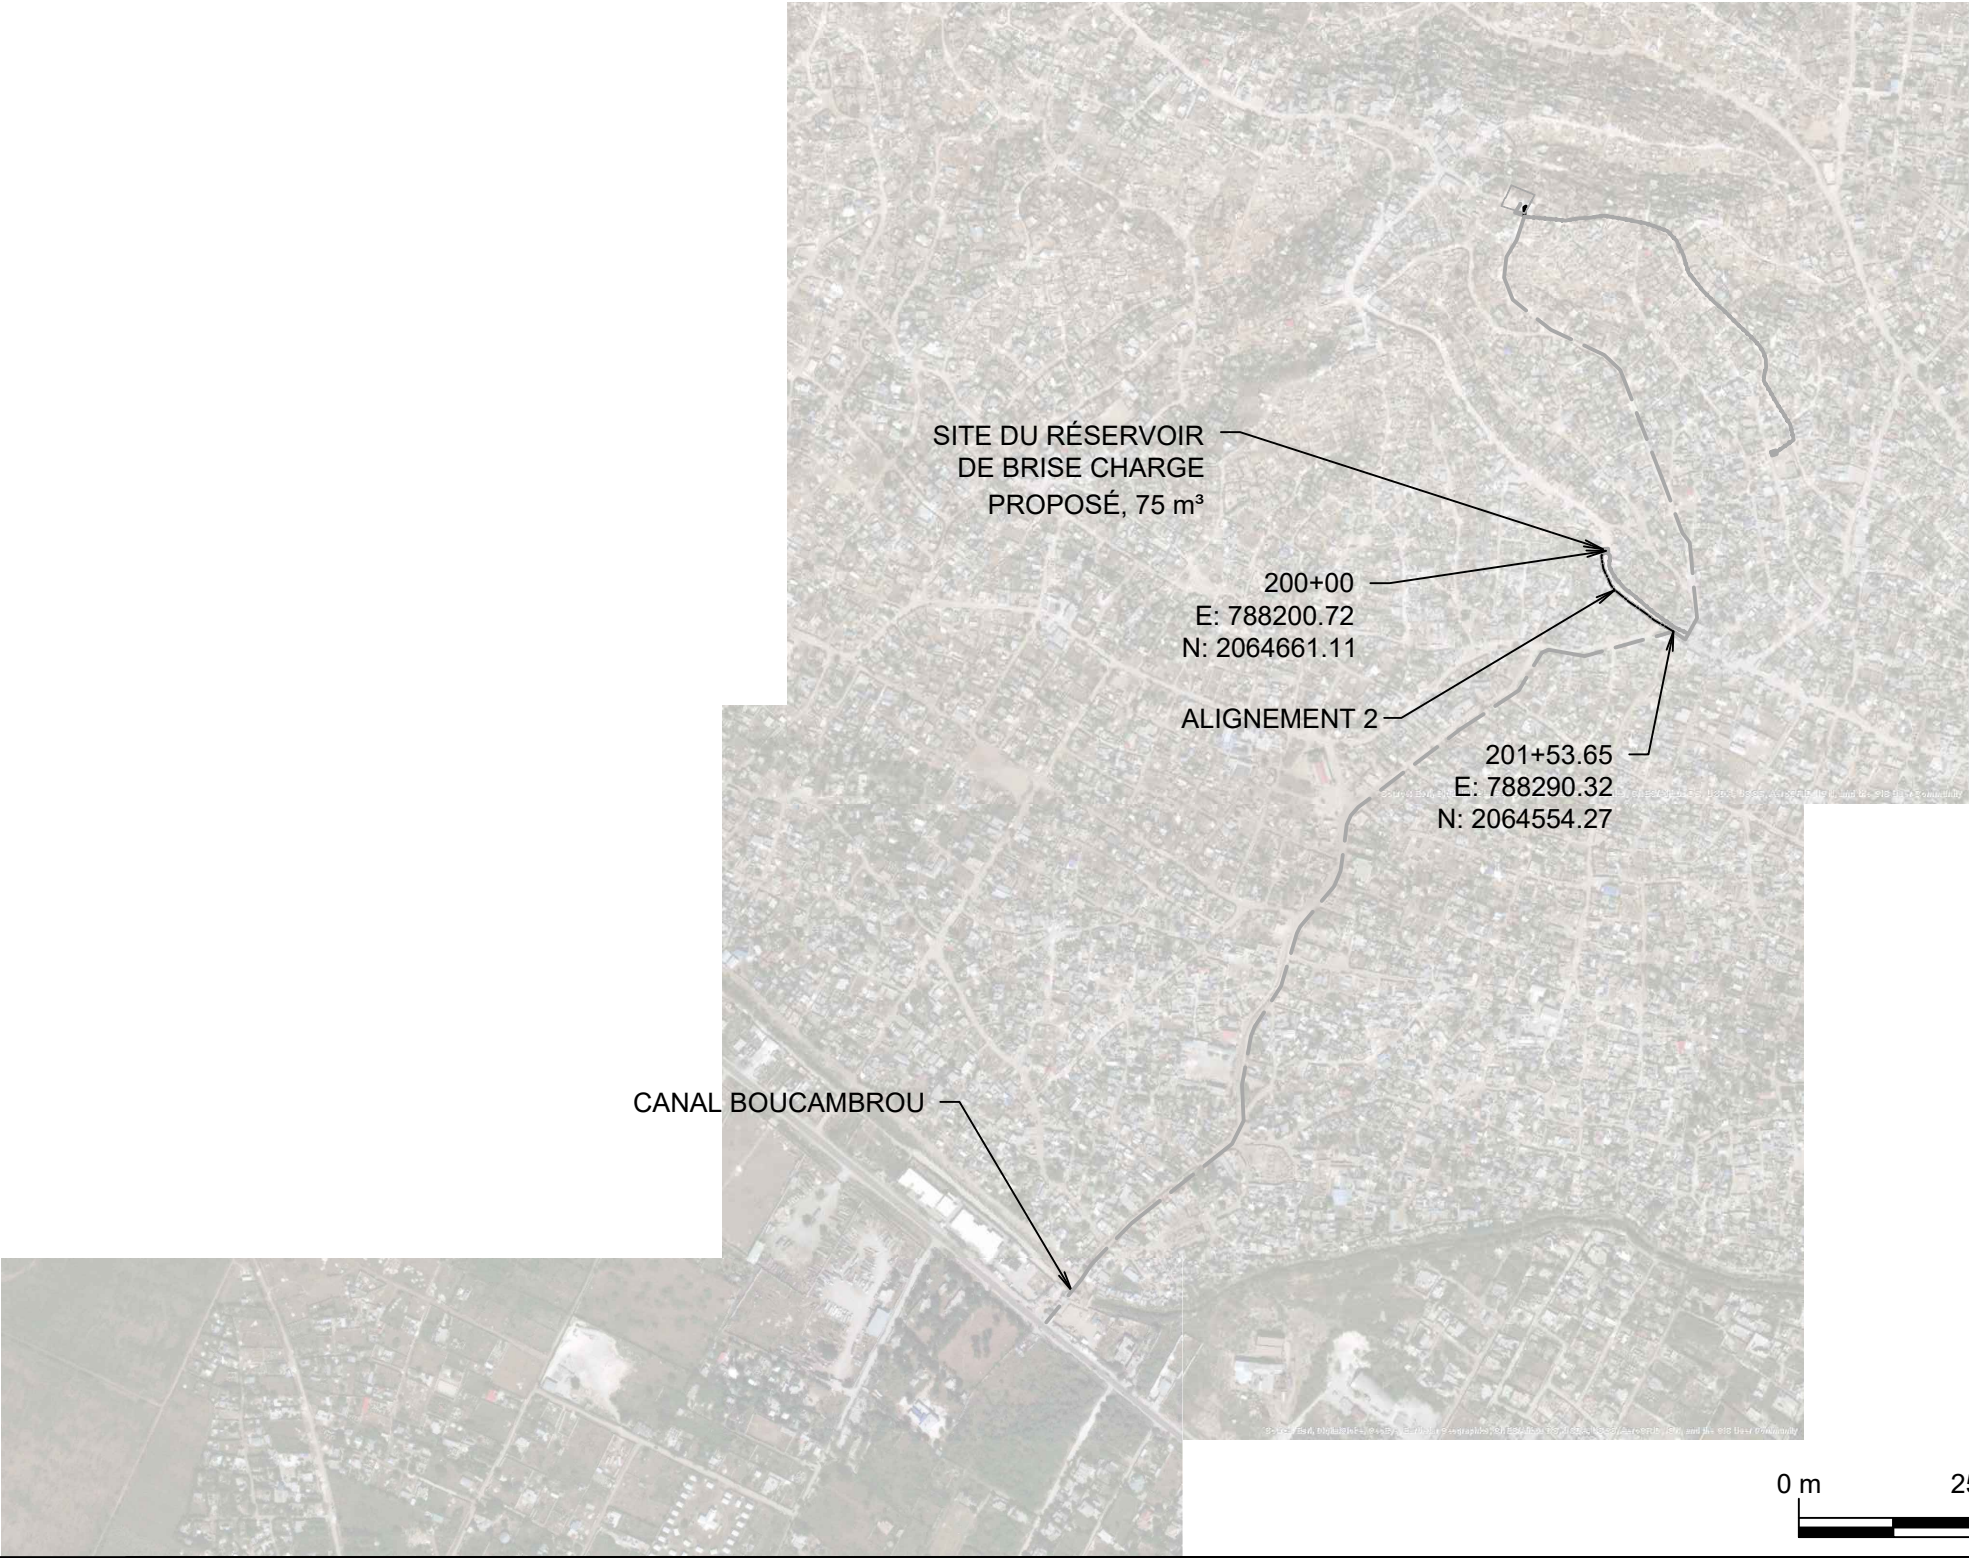 SITE DU RÉSERVOIR
DE BRISE CHARGE
PROPOSÉ, 75 m³
200+00
E: 788200.72
N: 2064661.11
ALIGNEMENT 2
201+53.65
E: 788290.32
N: 2064554.27
CANAL BOUCAMBROU
0 m